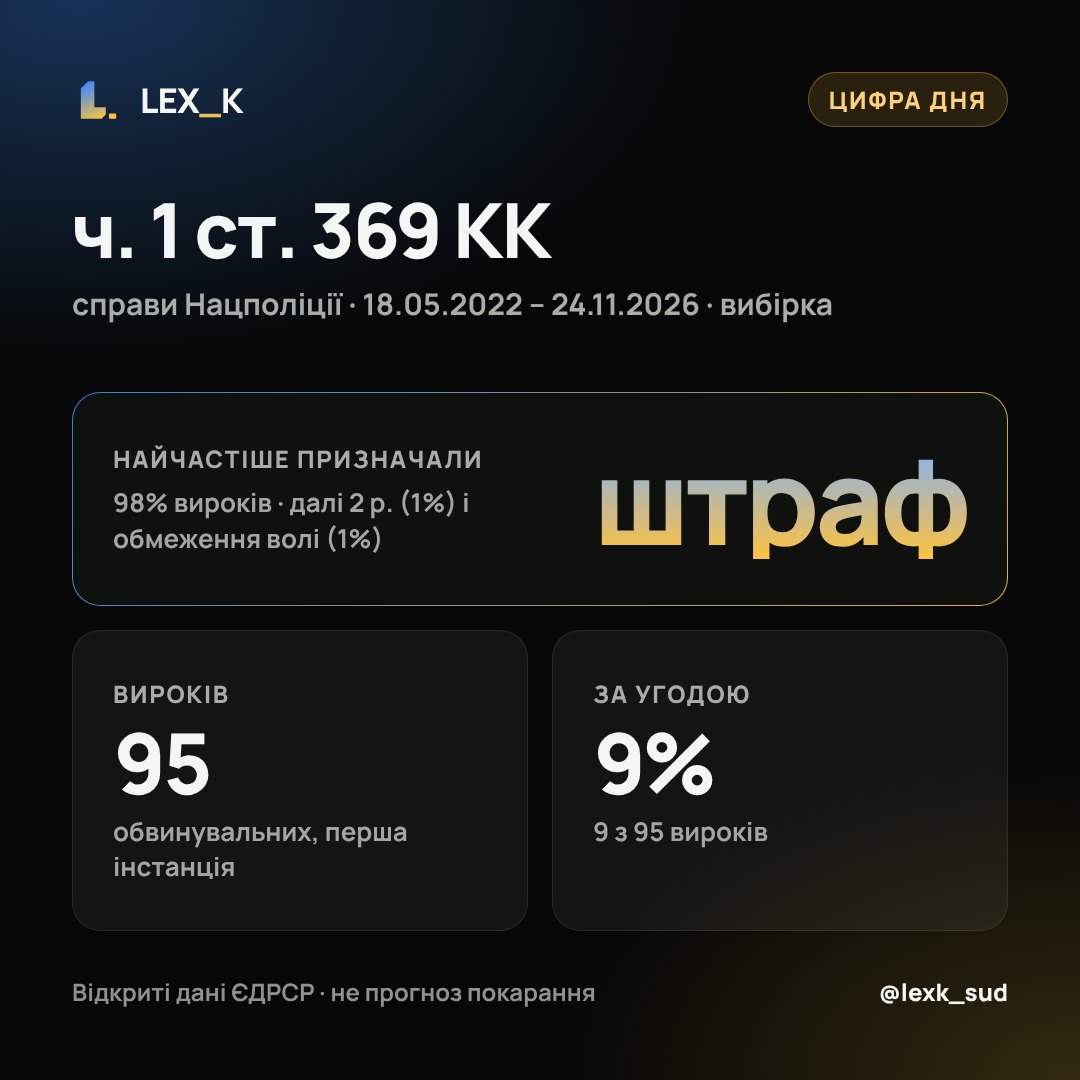 LEX_K
ЦИФРА ДНЯ
ч. 1 ст. 369 КК
справи Нацполіції · 18.05.2022 – 24.11.2026 · вибірка
НАЙЧАСТІШЕ ПРИЗНАЧАЛИ
98% вироків · далі 2 р. (1%) і
обмеження волі (1%)
штраф
ВИРОКІВ
95
обвинувальних, перша
інстанція
ЗА УГОДОЮ
9%
9 з 95 вироків
Відкриті дані ЄДРСР · не прогноз покарання
@lexk_sud